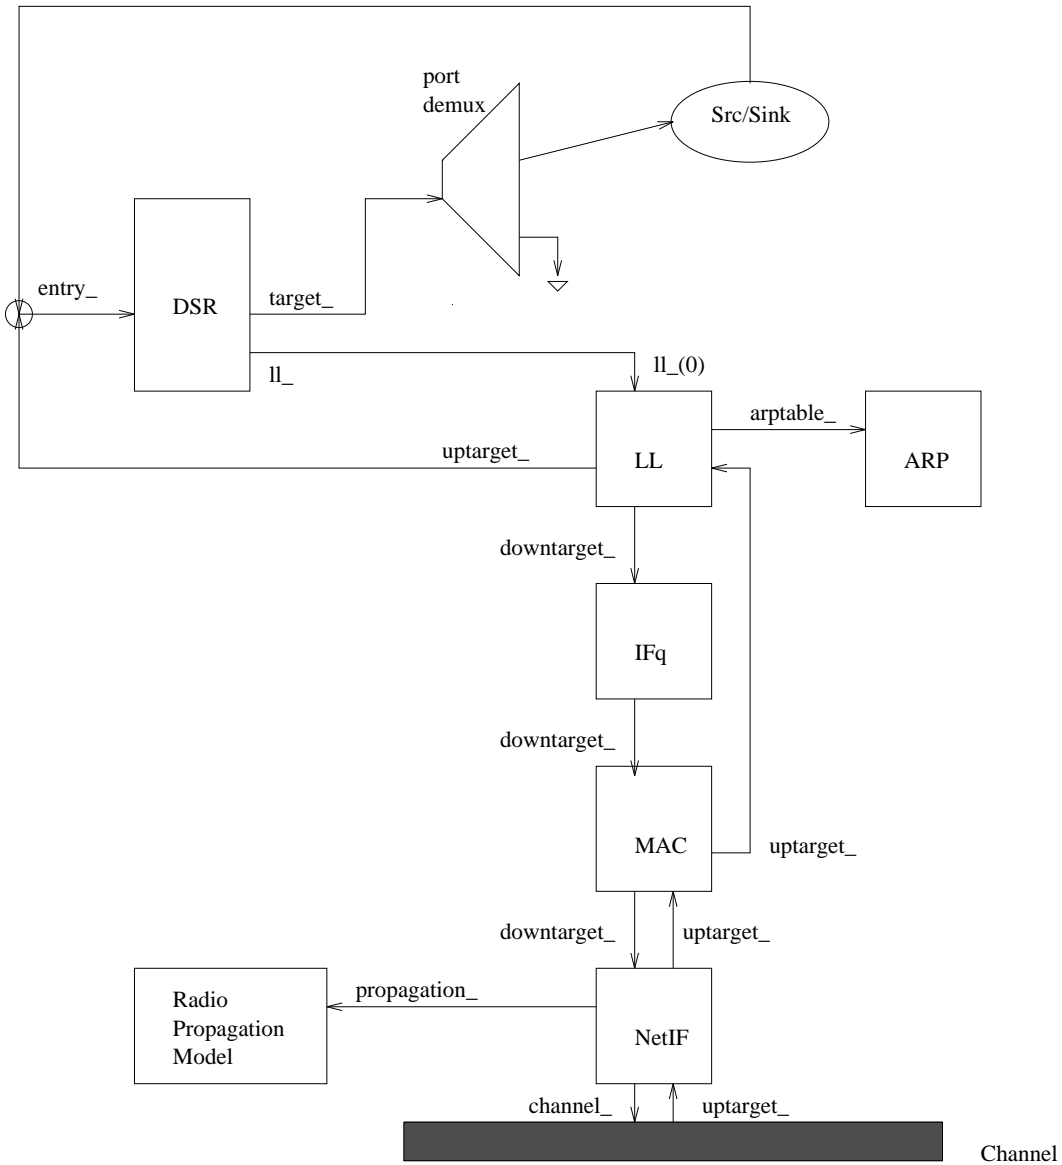 port
demux
Src/Sink
entry_
DSR
target_
ll_
ll_(0)
arptable_
uptarget_
LL
ARP
downtarget_
IFq
downtarget_
MAC
uptarget_
downtarget_
uptarget_
propagation_
Radio
Propagation
Model
NetIF
channel_
uptarget_
Channel